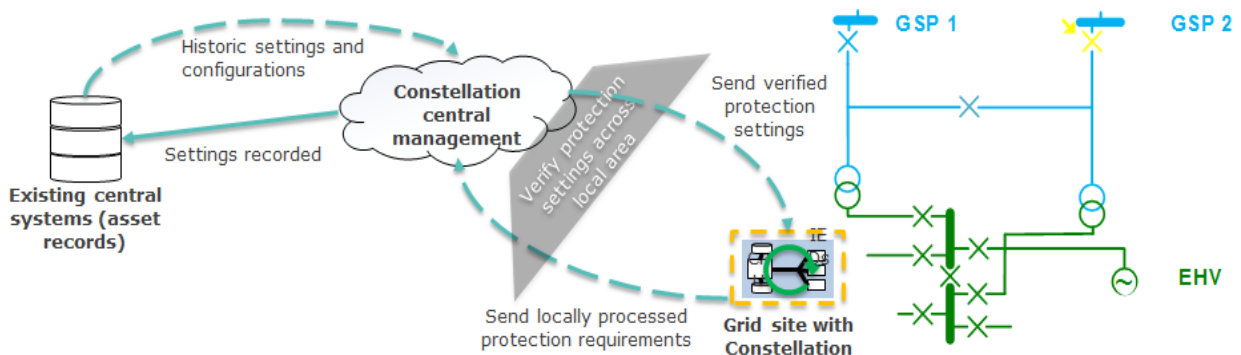 Historic settings and
configurations
GSP 1
GSP 2
Constellation
central
management
Send verified
protection
settings
Settings recorded
Verify protection
settings across
local area
Existing central
systems (asset
records)
IE
Send locally processed
protection requirements
Grid site with
Constellation
EHV